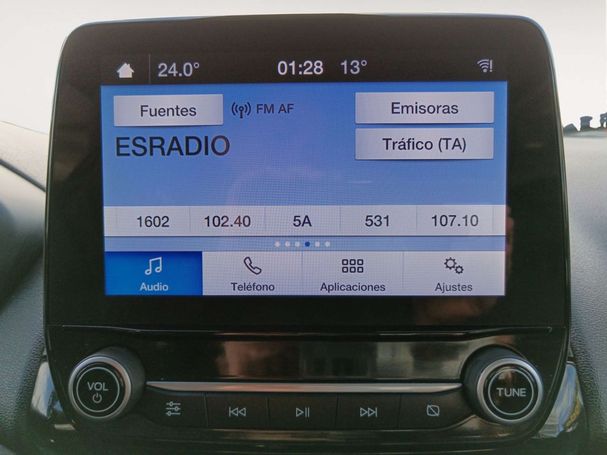 24.0° 01:28 13°
Fuentes FM AF Emisoras
ESRADIO Tráfico (TA)
1602 102.40 5A 531 107.10
Audio Teléfono Aplicaciones Ajustes
VOL TUNE